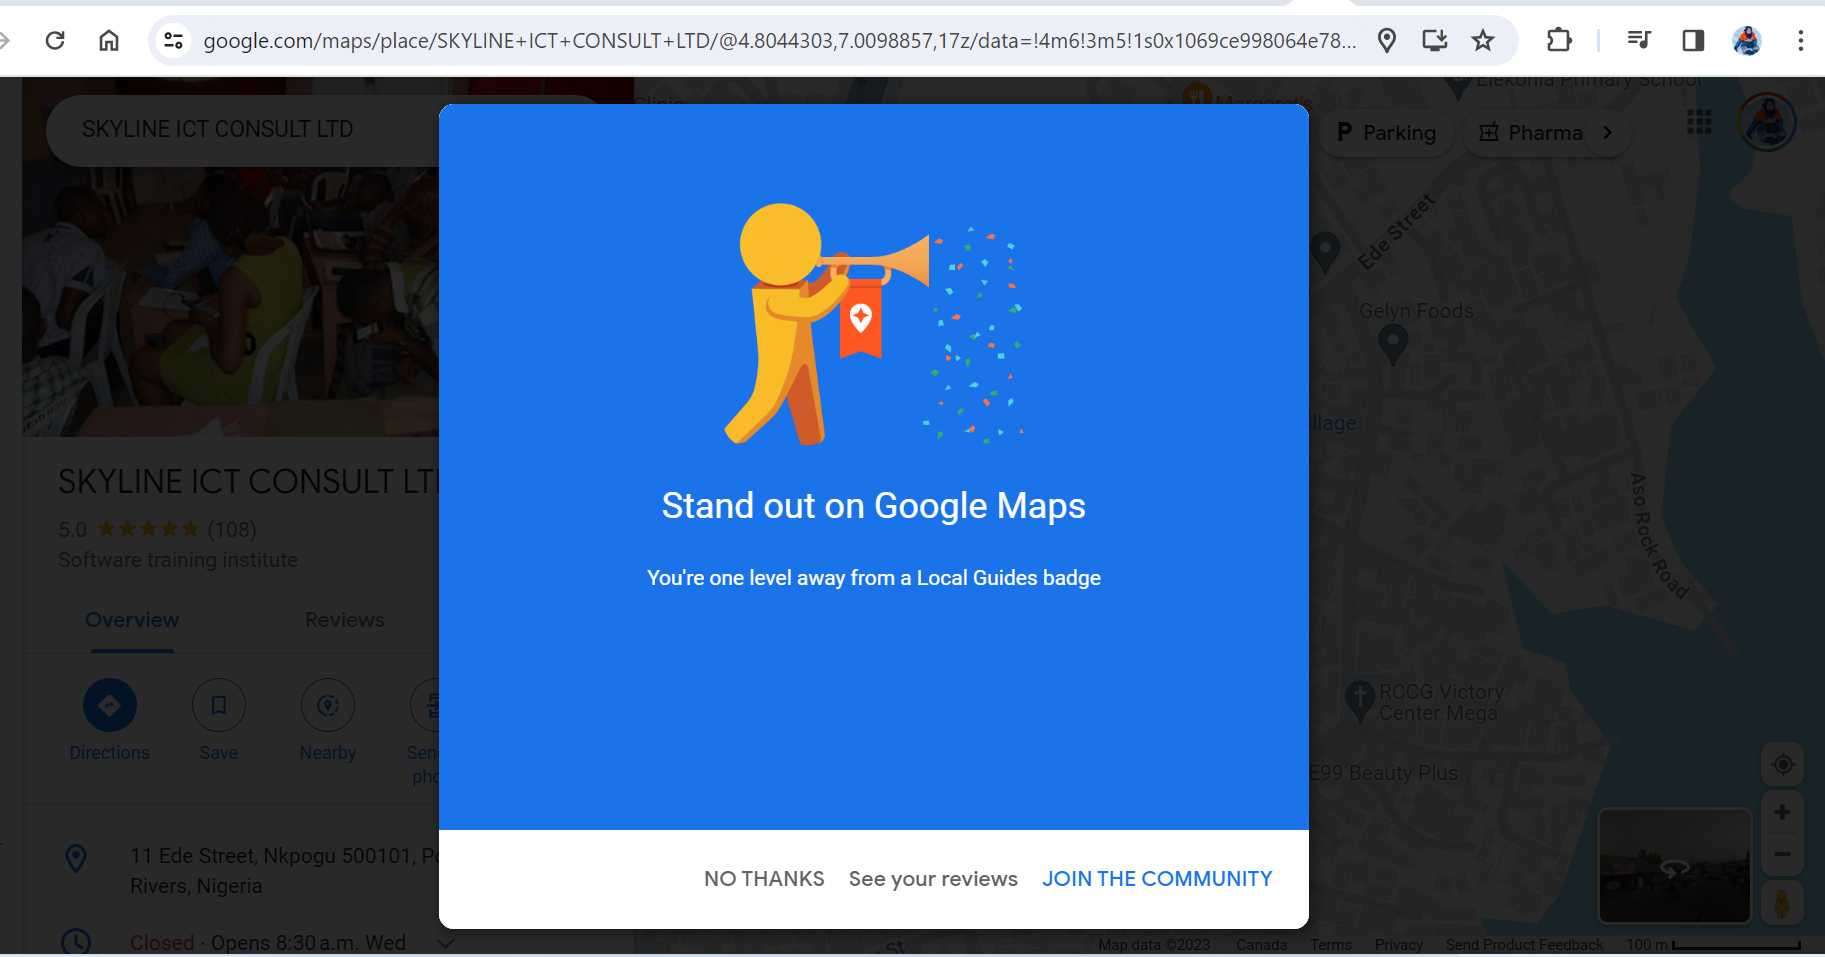 google.com/maps/place/SKYLINE+ICT+CONSULT+LTD/@4.8044303,7.0098857,17z/data=!4m6!3m5!1s0x1069ce998064e78...
Elekohia Primary School
Clinic
Margaret's
SKYLINE ICT CONSULT LTD
Parking
Pharma
Ede Street
Gelyn Foods
illage
SKYLINE ICT CONSULT LT
Stand out on Google Maps
5.0 (108)
Software training institute
You're one level away from a Local Guides badge
Aso Rock Road
Overview
Reviews
RCCG Victory
Center Mega
Directions
Save
Nearby
Sen
pho
E99 Beauty Plus
11 Ede Street, Nkpogu 500101, Po
Rivers, Nigeria
NO THANKS
See your reviews
JOIN THE COMMUNITY
Closed · Opens 8:30 a.m. Wed
St
Map data ©2023
Canada
Terms
Privacy
Send Product Feedback
100 m